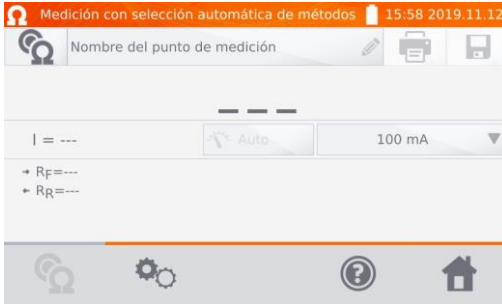 Ω Medición con selección automática de métodos 15:58 2019.11.12
Nombre del punto de medición
— — —
I = --- Auto 100 mA
→ RF=---
← RR=---